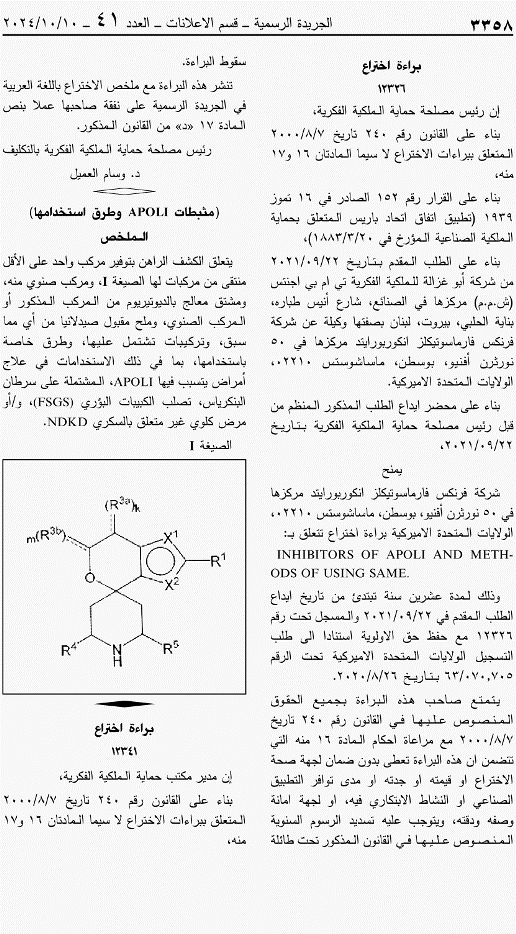 ٣٣٥٨
الجريدة الرسمية – قسم الاعلانات – العدد ٤١ – ٢٠٢٤/١٠/١٠
براءة اختراع
١٢٣٢٦
إن رئيس مصلحة حماية الملكية الفكرية،
بناء على القانون رقم ٢٤٠ تاريخ ٢٠٠٠/٨/٧
المتعلق ببراءات الاختراع لا سيما المادتان ١٦ و١٧
منه،
بناء على القرار رقم ١٥٢ الصادر في ١٦ تموز
١٩٣٩ (تطبيق اتفاق اتحاد باريس المتعلق بحماية
الملكية الصناعية المؤرخ في ١٨٨٣/٣/٢٠)،
بناء على الطلب المقدم بتاريخ ٢٠٢١/٠٩/٢٢
من شركة أبو غزالة للملكية الفكرية تي ام بي اجنتس
(ش.م.م) مركزها في الصنائع، شارع أنيس طباره،
بناية الحلبي، بيروت، لبنان بصفتها وكيلة عن شركة
فرنكس فارماسوتيكلز انكوربورايتد مركزها في ٥٠
نورثرن أفنيو، بوسطن، ماساشوستس ٠٢٢١٠،
الولايات المتحدة الاميركية.
بناء على محضر ايداع الطلب المذكور المنظم من
قبل رئيس مصلحة حماية الملكية الفكرية بتاريخ
٢٠٢١/٠٩/٢٢،
يمنح
شركة فرنكس فارماسوتيكلز انكوربورايتد مركزها
في ٥٠ نورثرن أفنيو، بوسطن، ماساشوستس ٠٢٢١٠،
الولايات المتحدة الاميركية براءة اختراع تتعلق بـ:
INHIBITORS OF APOLI AND METH-
ODS OF USING SAME.
وذلك لمدة عشرين سنة تبتدئ من تاريخ ايداع
الطلب المقدم في ٢٠٢١/٠٩/٢٢ والمسجل تحت رقم
١٢٣٢٦ مع حفظ حق الاولوية استنادا الى طلب
التسجيل الولايات المتحدة الاميركية تحت الرقم
٦٣/٠٧٠,٧٠٥ بتاريخ ٢٠٢٠/٨/٢٦.
يتمتع صاحب هذه البراءة بجميع الحقوق
المنصوص عليها في القانون رقم ٢٤٠ تاريخ
٢٠٠٠/٨/٧ مع مراعاة احكام المادة ١٦ منه التي
تتضمن ان هذه البراءة تعطى بدون ضمان لجهة صحة
الاختراع او قيمته او جدته او مدى توافر التطبيق
الصناعي او النشاط الابتكاري فيه، او لجهة امانة
وصفه ودقته، ويتوجب عليه تسديد الرسوم السنوية
المنصوص عليها في القانون المذكور تحت طائلة
سقوط البراءة.
تنشر هذه البراءة مع ملخص الاختراع باللغة العربية
في الجريدة الرسمية على نفقة صاحبها عملا بنص
المادة ١٧ «د» من القانون المذكور.
رئيس مصلحة حماية الملكية الفكرية بالتكليف
د. وسام العميل
(مثبطات APOLI وطرق استخدامها)
الملخص
يتعلق الكشف الراهن بتوفير مركب واحد على الأقل
منتقى من مركبات لها الصيغة I، ومركب صنوي منه،
ومشتق معالج بالديوتيريوم من المركب المذكور أو
المركب الصنوي، وملح مقبول صيدلانيا من أي مما
سبق، وتركيبات تشتمل عليها، وطرق خاصة
باستخدامها، بما في ذلك الاستخدامات في علاج
أمراض يتسبب فيها APOLI، المشتملة على سرطان
البنكرياس، تصلب الكبيبات البؤري (FSGS)، و/أو
مرض كلوي غير متعلق بالسكري NDKD.
الصيغة I
(R3a)k
m(R3b)
X1
R1
O
X2
R4
N
H
R5
براءة اختراع
١٢٣٤١
إن مدير مكتب حماية الملكية الفكرية،
بناء على القانون رقم ٢٤٠ تاريخ ٢٠٠٠/٨/٧
المتعلق ببراءات الاختراع لا سيما المادتان ١٦ و١٧
منه،